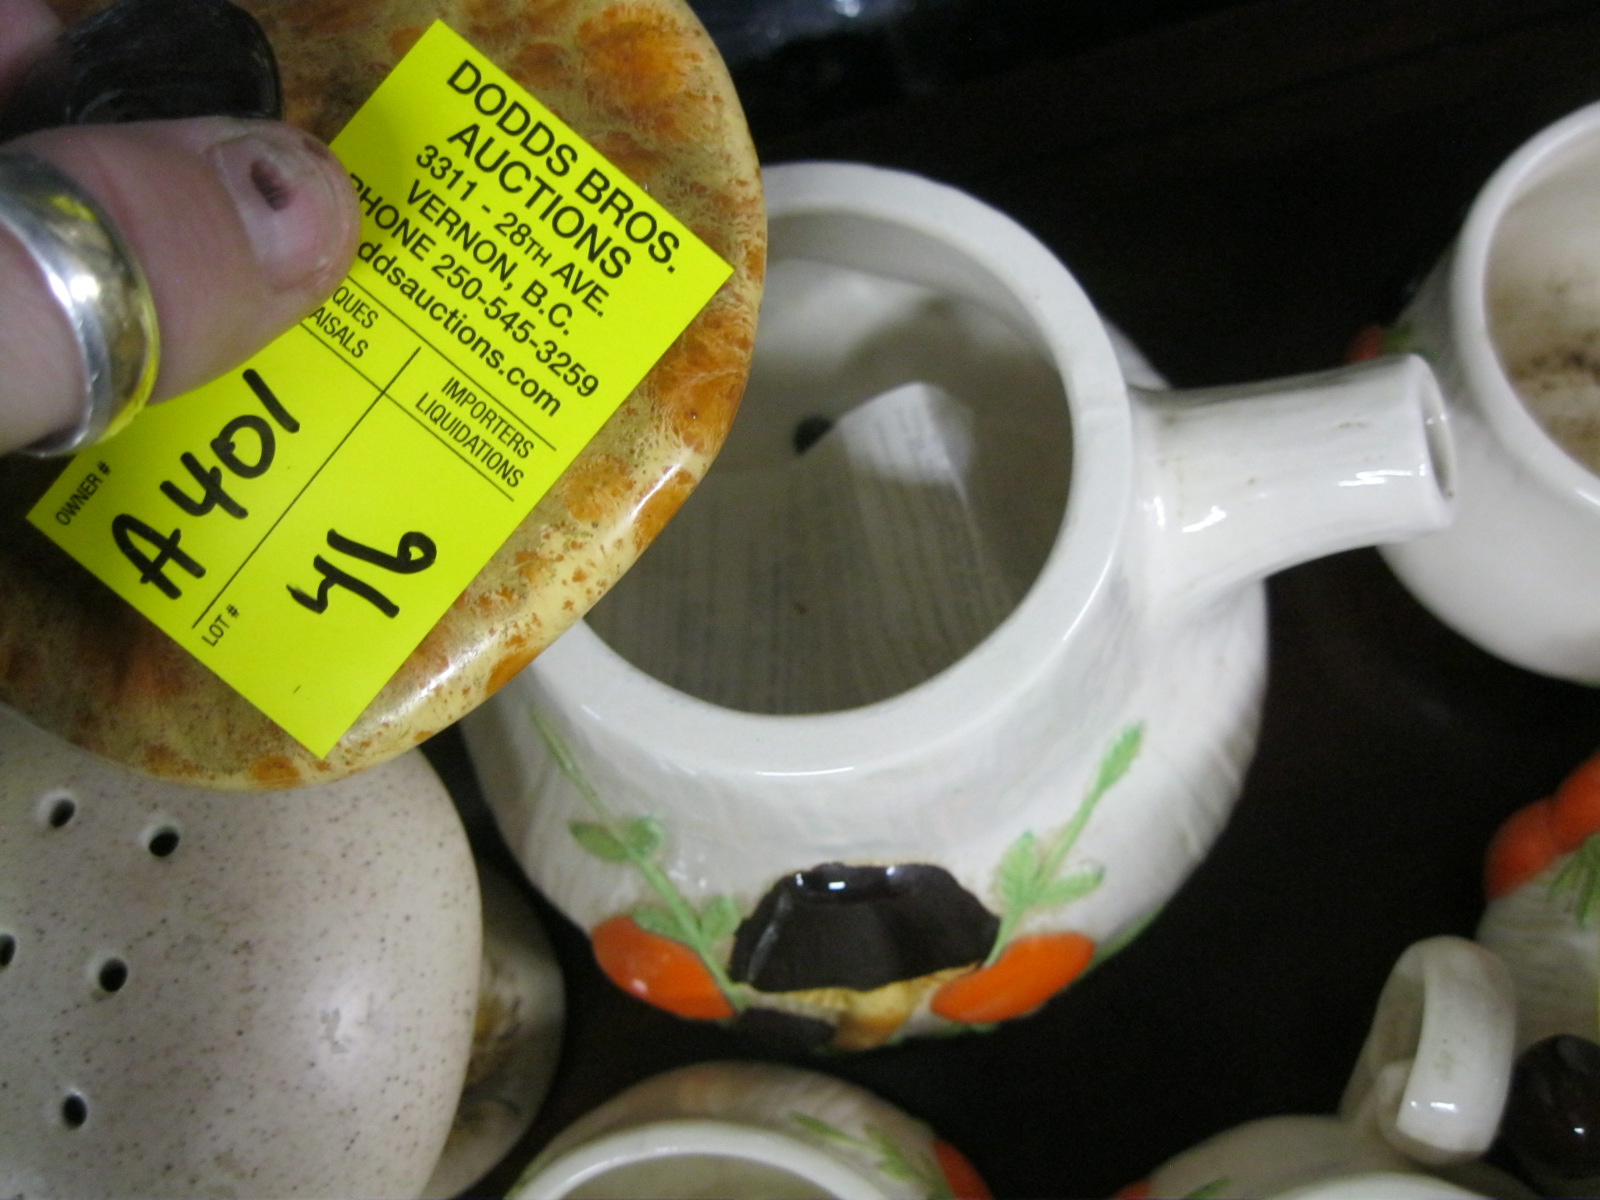 DODDS BROS.
AUCTIONS
3311 - 28TH AVE.
VERNON, B.C.
PHONE 250-545-3259
ddsauctions.com
QUES
AISALS
IMPORTERS
LIQUIDATIONS
OWNER #
A401
LOT #
46